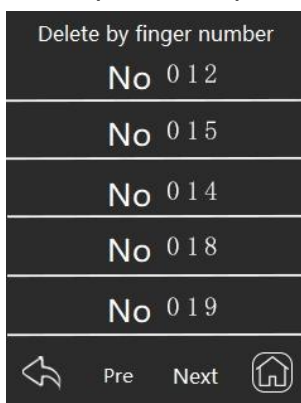 Delete by finger number
No 012
No 015
No 014
No 018
No 019
Pre Next